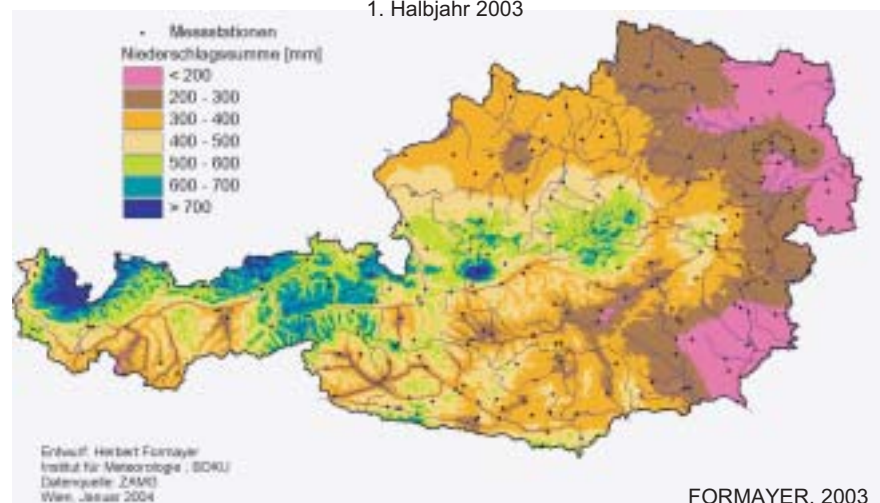 1. Halbjahr 2003
Messstationen
Niederschlagssumme [mm]
< 200
200 - 300
300 - 400
400 - 500
500 - 600
600 - 700
> 700
Entwurf: Herbert Formayer
Institut für Meteorologie , BOKU
Datenquelle: ZAMG
Wien, Januar 2004
FORMAYER, 2003